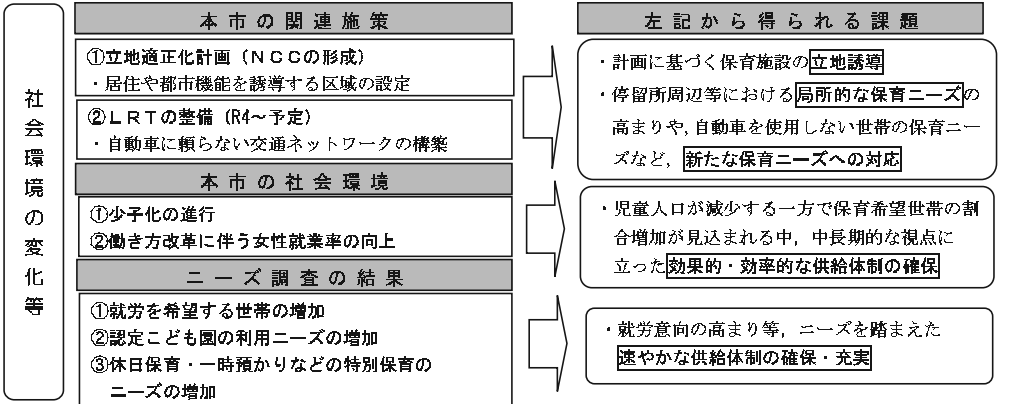 社会環境の変化等
本市の関連施策
①立地適正化計画（ＮＣＣの形成）
・居住や都市機能を誘導する区域の設定
②ＬＲＴの整備（R4～予定）
・自動車に頼らない交通ネットワークの構築
本市の社会環境
①少子化の進行
②働き方改革に伴う女性就業率の向上
ニーズ調査の結果
①就労を希望する世帯の増加
②認定こども園の利用ニーズの増加
③休日保育・一時預かりなどの特別保育の
ニーズの増加
左記から得られる課題
・計画に基づく保育施設の立地誘導
・停留所周辺等における局所的な保育ニーズの
高まりや，自動車を使用しない世帯の保育ニー
ズなど，新たな保育ニーズへの対応
・児童人口が減少する一方で保育希望世帯の割
合増加が見込まれる中，中長期的な視点に
立った効果的・効率的な供給体制の確保
・就労意向の高まり等，ニーズを踏まえた
速やかな供給体制の確保・充実